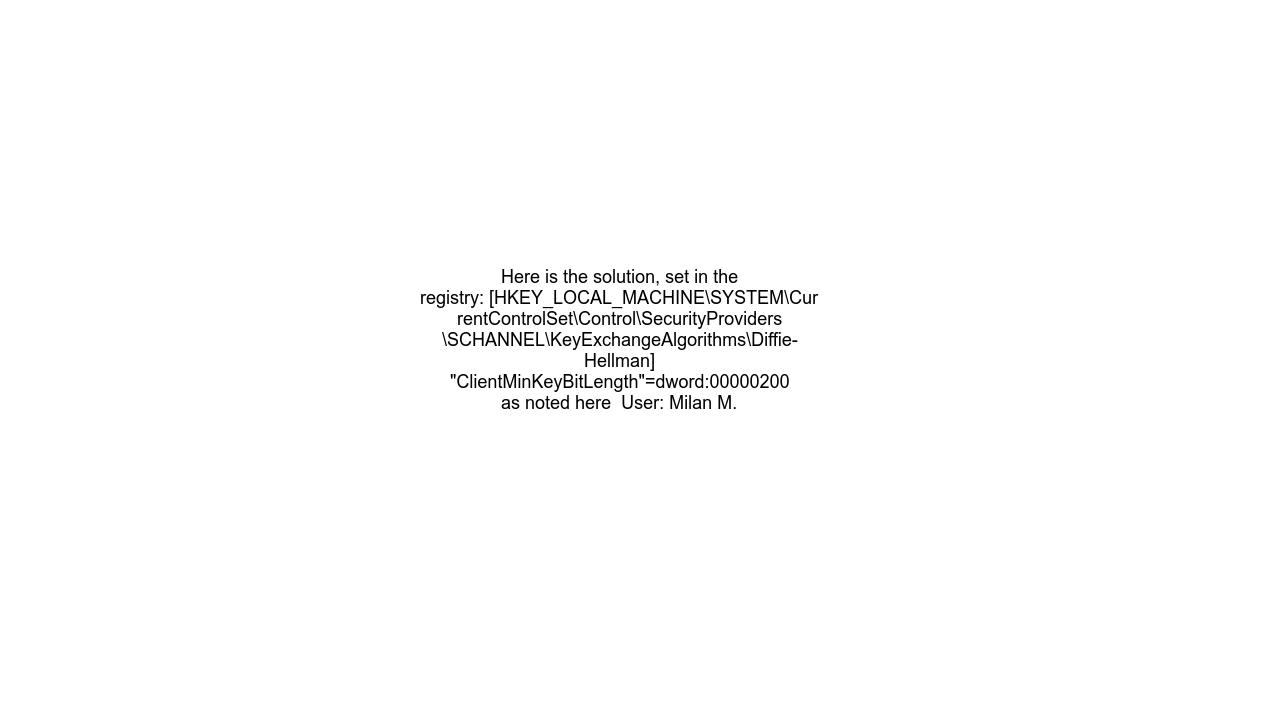 Here is the solution, set in the
registry: [HKEY_LOCAL_MACHINE\SYSTEM\Cur
rentControlSet\Control\SecurityProviders
\SCHANNEL\KeyExchangeAlgorithms\Diffie-
Hellman]
"ClientMinKeyBitLength"=dword:00000200
as noted here  User: Milan M.